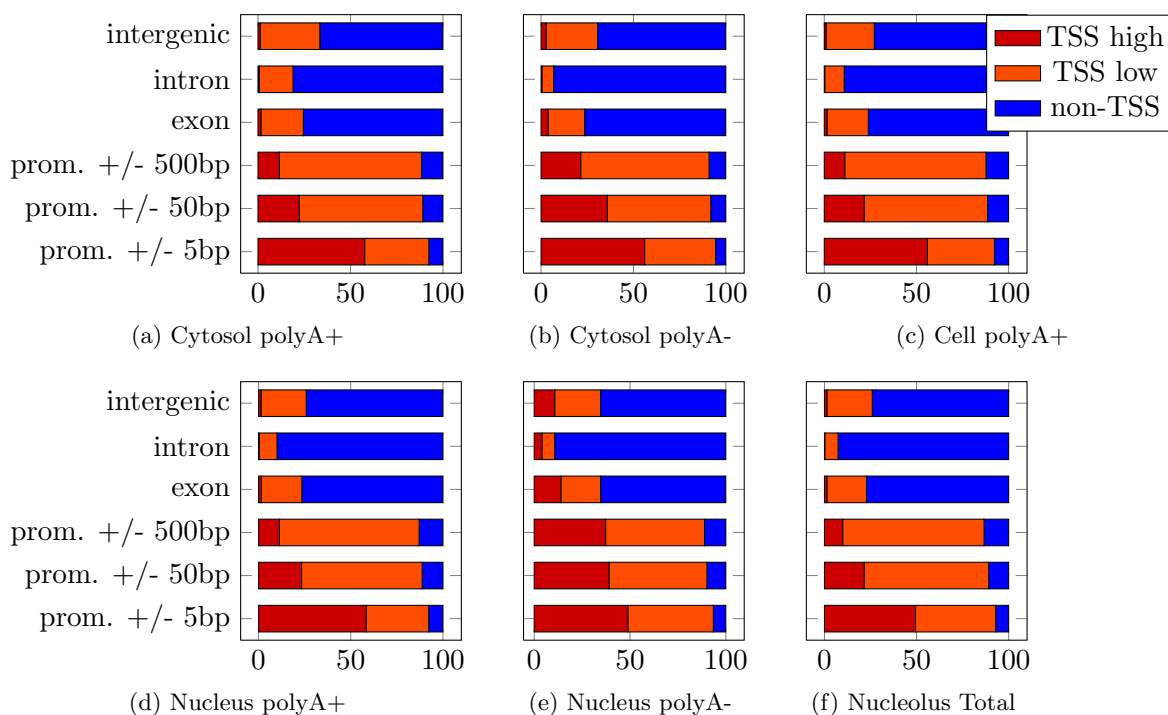 intergenic
intron
exon
prom. +/- 500bp
prom. +/- 50bp
prom. +/- 5bp
0 50 100
(a) Cytosol polyA+
0 50 100
(b) Cytosol polyA-
TSS high
TSS low
non-TSS
0 50 100
(c) Cell polyA+
intergenic
intron
exon
prom. +/- 500bp
prom. +/- 50bp
prom. +/- 5bp
0 50 100
(d) Nucleus polyA+
0 50 100
(e) Nucleus polyA-
0 50 100
(f) Nucleolus Total